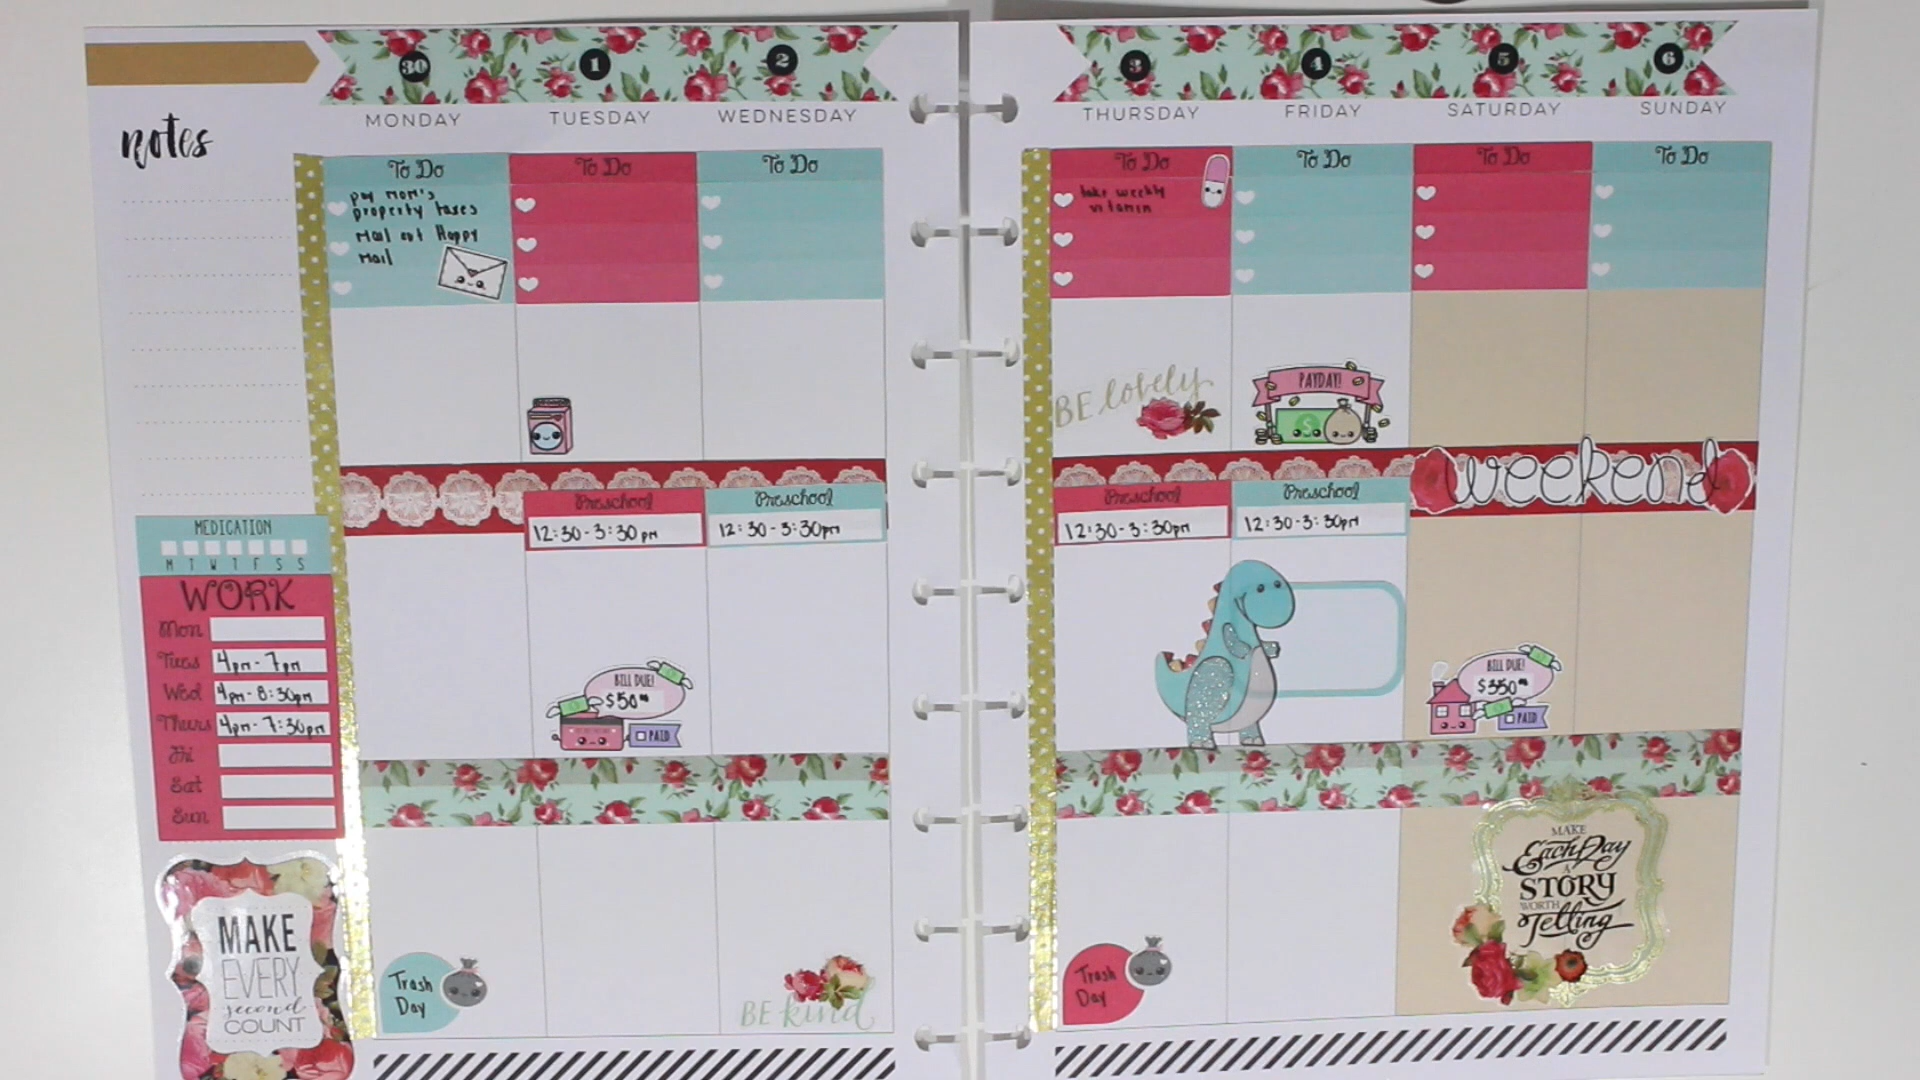 30
1
2
3
4
5
6
MONDAY
TUESDAY
WEDNESDAY
THURSDAY
FRIDAY
SATURDAY
SUNDAY
notes
To Do
pay mom's
property taxes
mail out Happy
mail
To Do
To Do
To Do
take weekly
vitamin
To Do
To Do
To Do
BE lovely
PAYDAY!
weekend
Preschool
12:30-3:30pm
Preschool
12:30-3:30pm
Preschool
12:30-3:30pm
Preschool
12:30-3:30pm
MEDICATION
M T W T F S S
WORK
Mon
Tues 4pm-7pm
Wed 4pm-8:30pm
Thurs 4pm-7:30pm
Fri
Sat
Sun
BILL DUE!
$50
PAID
BILL DUE!
$350
PAID
MAKE
EVERY
second
COUNT
Trash
Day
BE kind
Trash
Day
MAKE
Each Day
A
STORY
WORTH
Telling